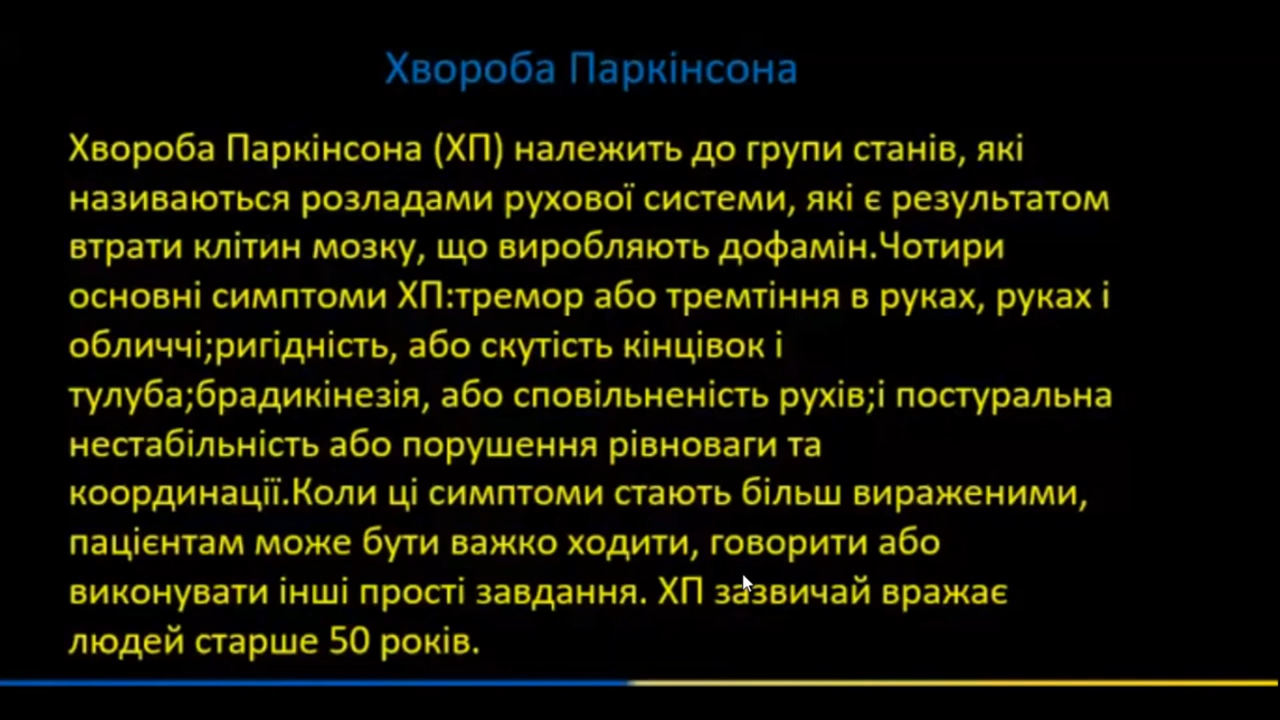 Хвороба Паркінсона
Хвороба Паркінсона (ХП) належить до групи станів, які
називаються розладами рухової системи, які є результатом
втрати клітин мозку, що виробляють дофамін.Чотири
основні симптоми ХП:тремор або тремтіння в руках, руках і
обличчі;ригідність, або скутість кінцівок і
тулуба;брадикінезія, або сповільненість рухів;і постуральна
нестабільність або порушення рівноваги та
координації.Коли ці симптоми стають більш вираженими,
пацієнтам може бути важко ходити, говорити або
виконувати інші прості завдання. ХП зазвичай вражає
людей старше 50 років.